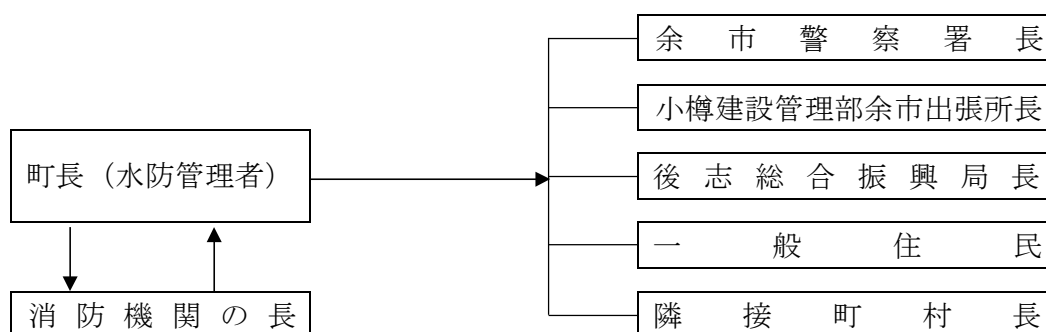 余市警察署長
小樽建設管理部余市出張所長
町長（水防管理者）
後志総合振興局長
一般住民
消防機関の長
隣接町村長